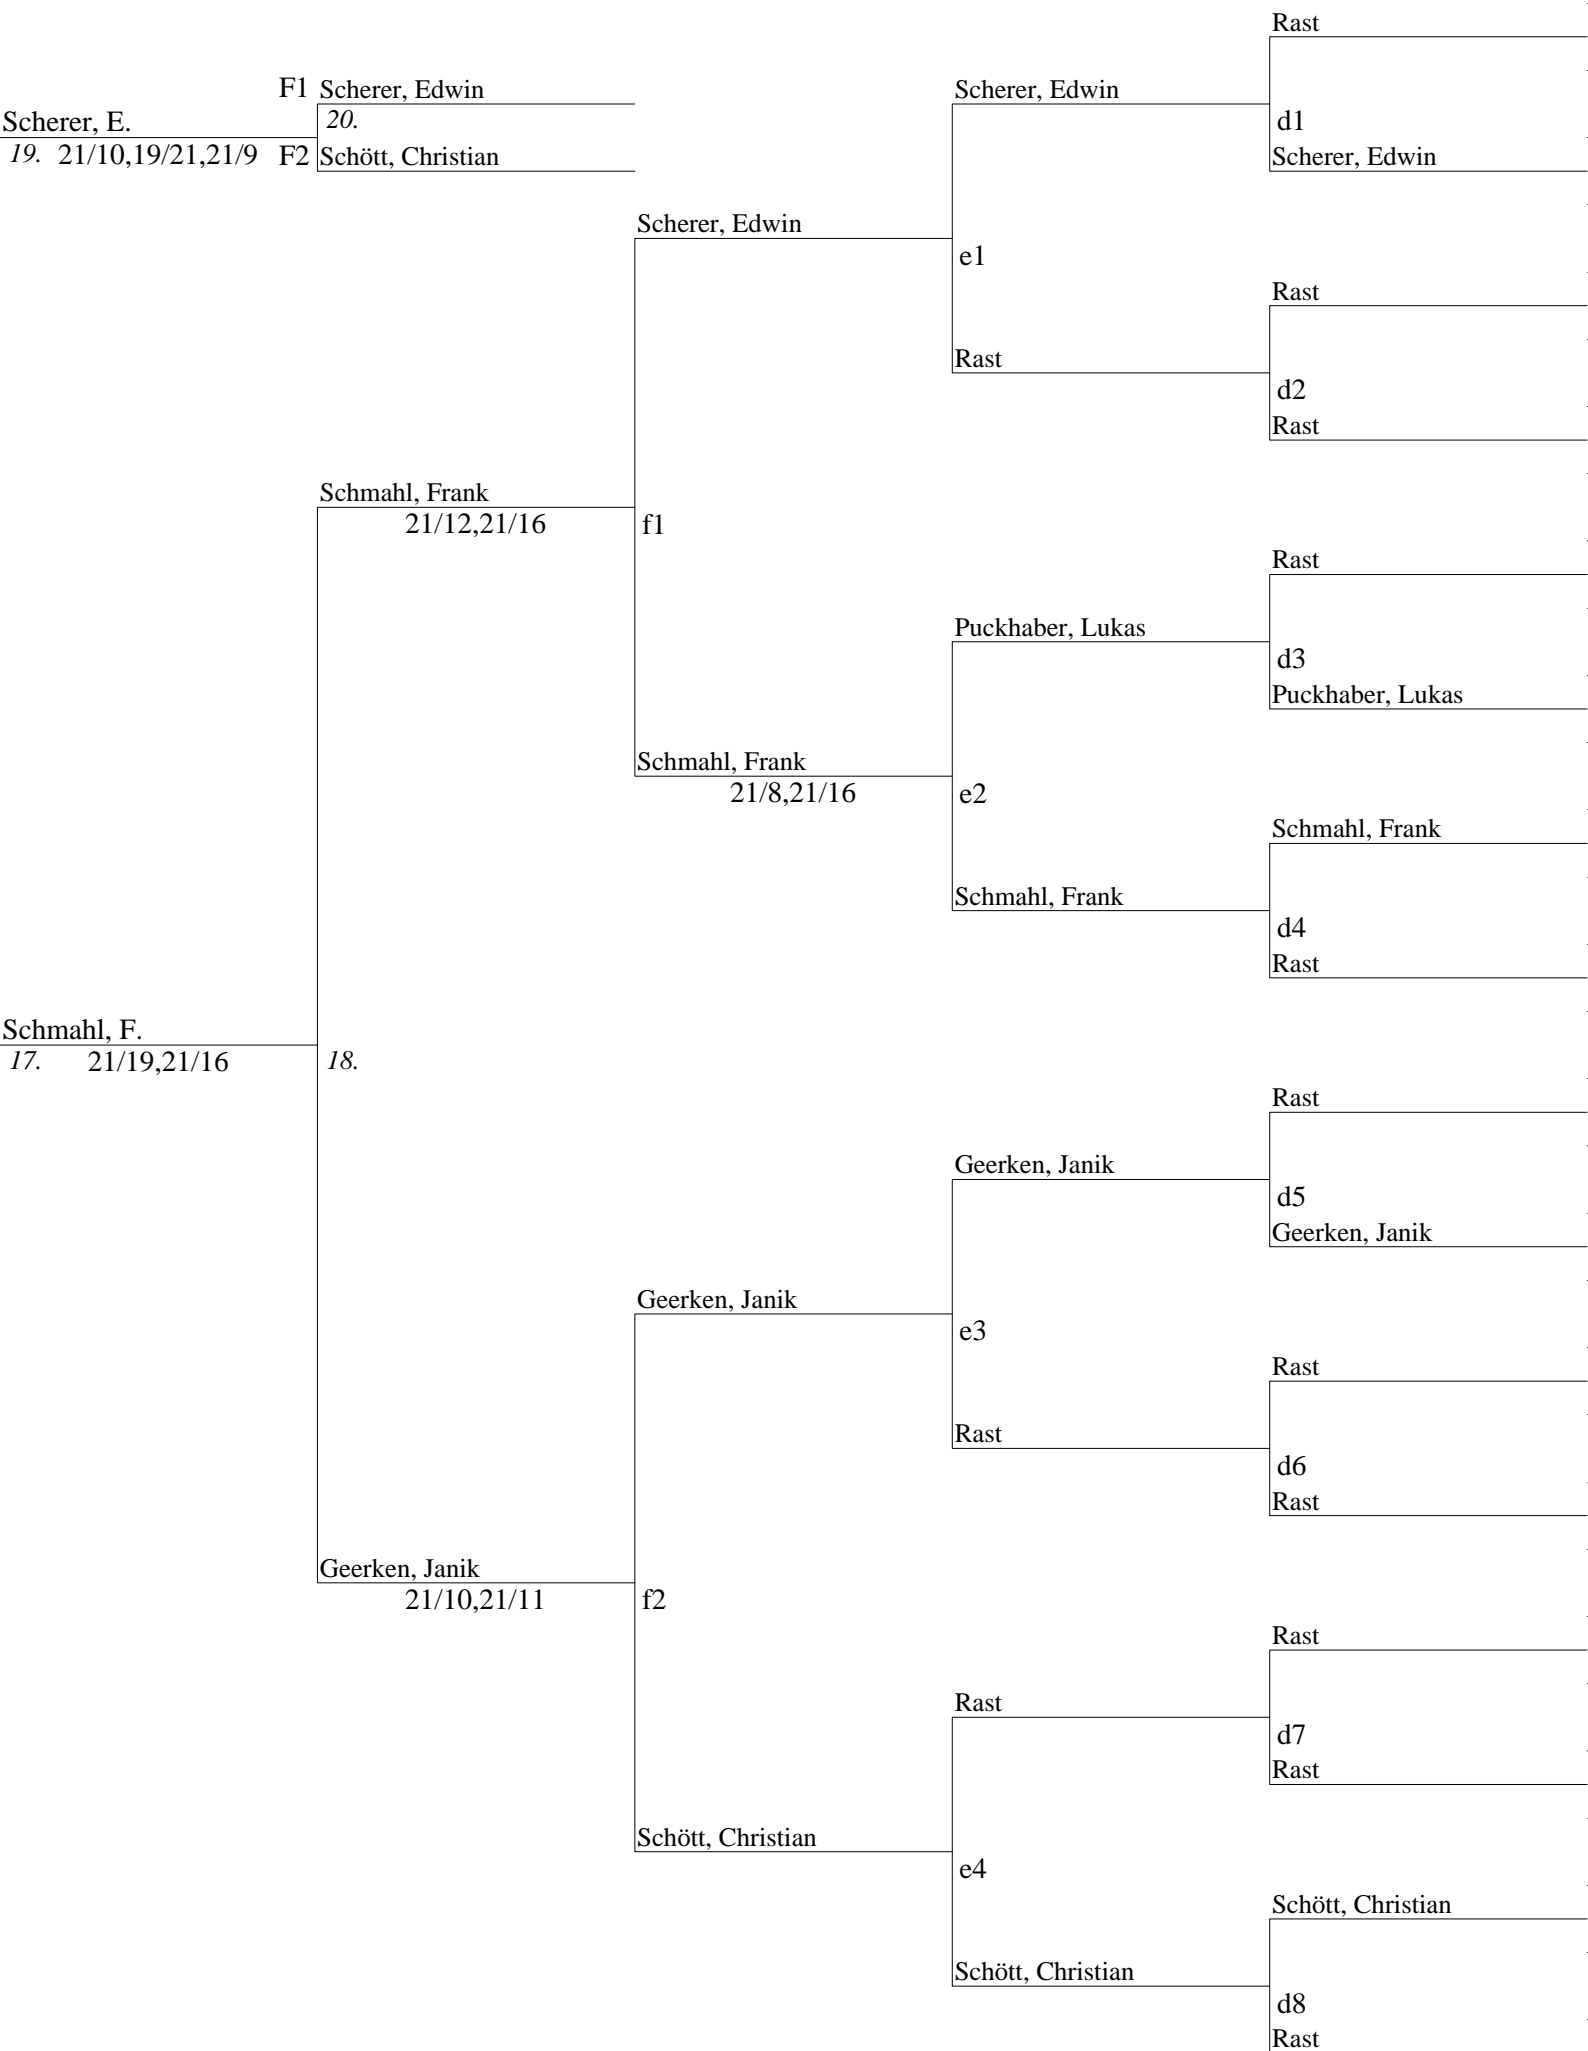 Rast
F1 Scherer, Edwin
Scherer, Edwin
Scherer, E.
20.
d1
19. 21/10,19/21,21/9 F2 Schött, Christian
Scherer, Edwin
Scherer, Edwin
e1
Rast
Rast
d2
Rast
Schmahl, Frank
21/12,21/16
f1
Rast
Puckhaber, Lukas
d3
Puckhaber, Lukas
Schmahl, Frank
21/8,21/16
e2
Schmahl, Frank
Schmahl, Frank
d4
Rast
Schmahl, F.
17. 21/19,21/16
18.
Rast
Geerken, Janik
d5
Geerken, Janik
Geerken, Janik
e3
Rast
Rast
d6
Rast
Geerken, Janik
21/10,21/11
f2
Rast
Rast
d7
Rast
Schött, Christian
e4
Schött, Christian
Schött, Christian
d8
Rast